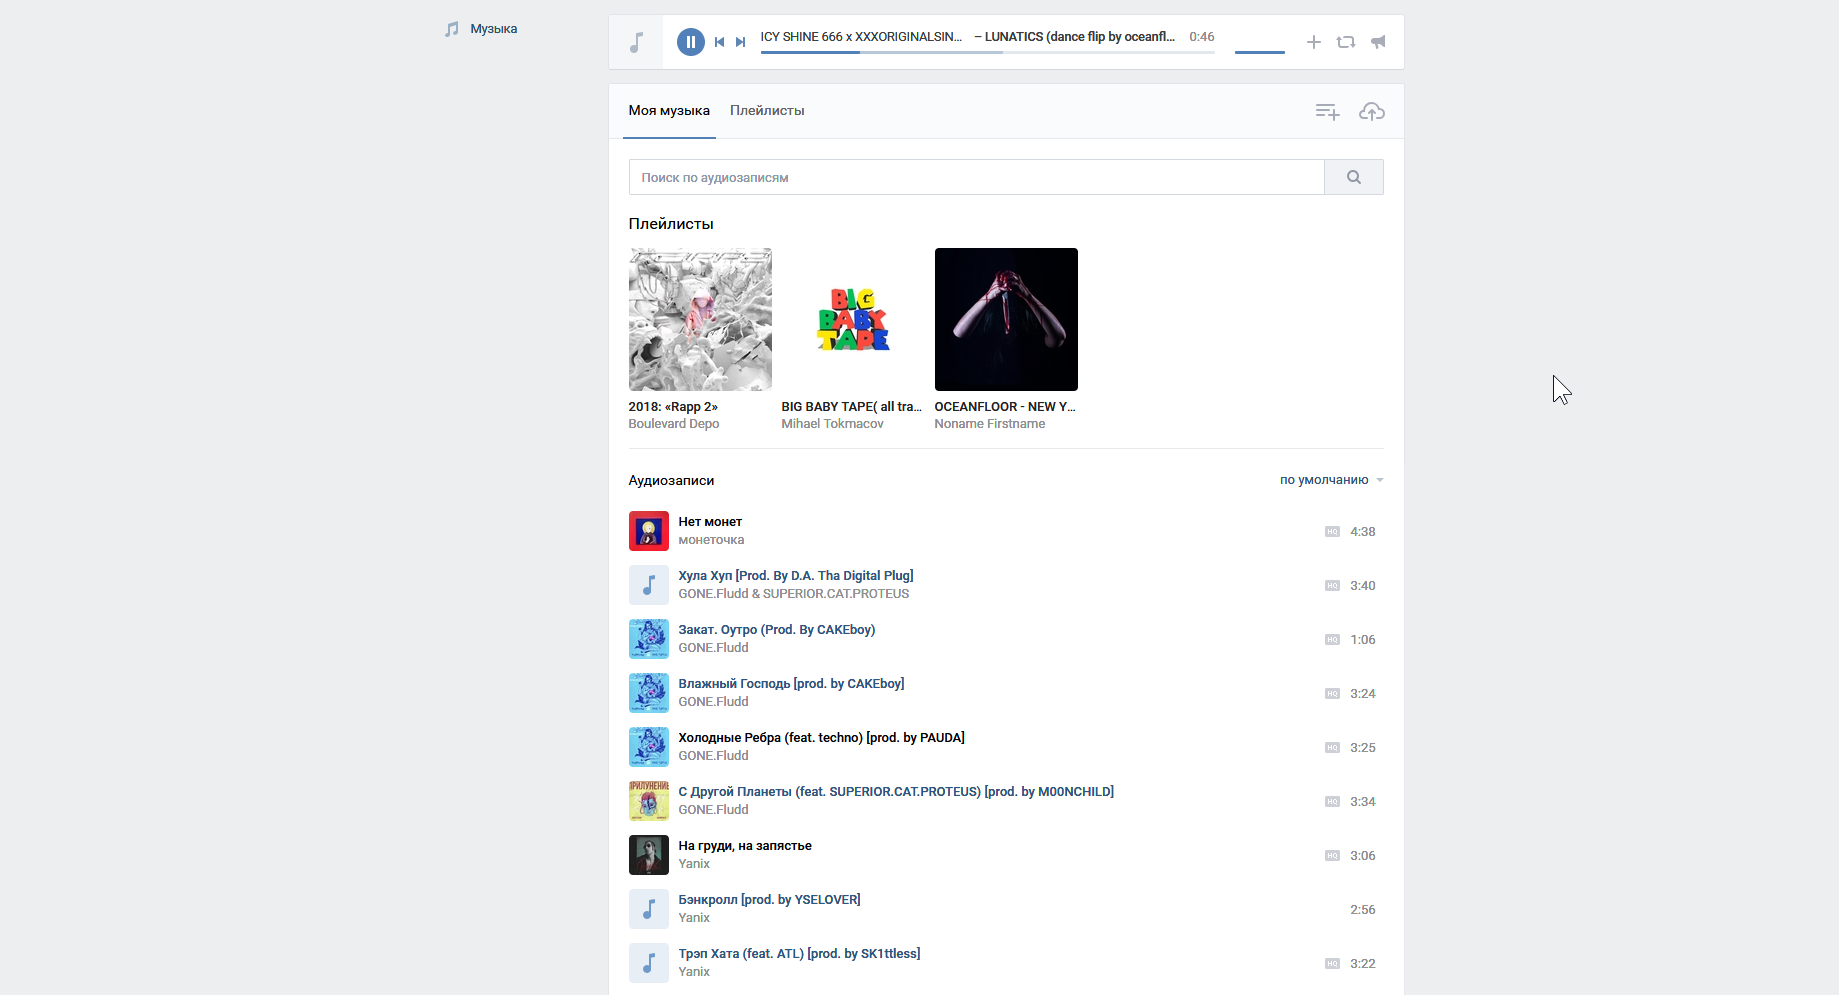 Музыка
ICY SHINE 666 x XXXORIGINALSIN... – LUNATICS (dance flip by oceanfl... 0:46
Моя музыка Плейлисты
Поиск по аудиозаписям
Плейлисты
BIG
BABY
TAPE
2018: «Rapp 2» BIG BABY TAPE( all tra... OCEANFLOOR - NEW Y...
Boulevard Depo Mihael Tokmacov Noname Firstname
Аудиозаписи по умолчанию
Нет монет
монеточка
HQ 4:38
Хула Хуп [Prod. By D.A. Tha Digital Plug]
GONE.Fludd & SUPERIOR.CAT.PROTEUS
HQ 3:40
Закат. Оутро (Prod. By CAKEboy)
GONE.Fludd
HQ 1:06
Влажный Господь [prod. by CAKEboy]
GONE.Fludd
HQ 3:24
Холодные Ребра (feat. techno) [prod. by PAUDA]
GONE.Fludd
HQ 3:25
С Другой Планеты (feat. SUPERIOR.CAT.PROTEUS) [prod. by M00NCHILD]
GONE.Fludd
HQ 3:34
На груди, на запястье
Yanix
HQ 3:06
Бэнкролл [prod. by YSELOVER]
Yanix
2:56
Трэп Хата (feat. ATL) [prod. by SK1ttless]
Yanix
HQ 3:22